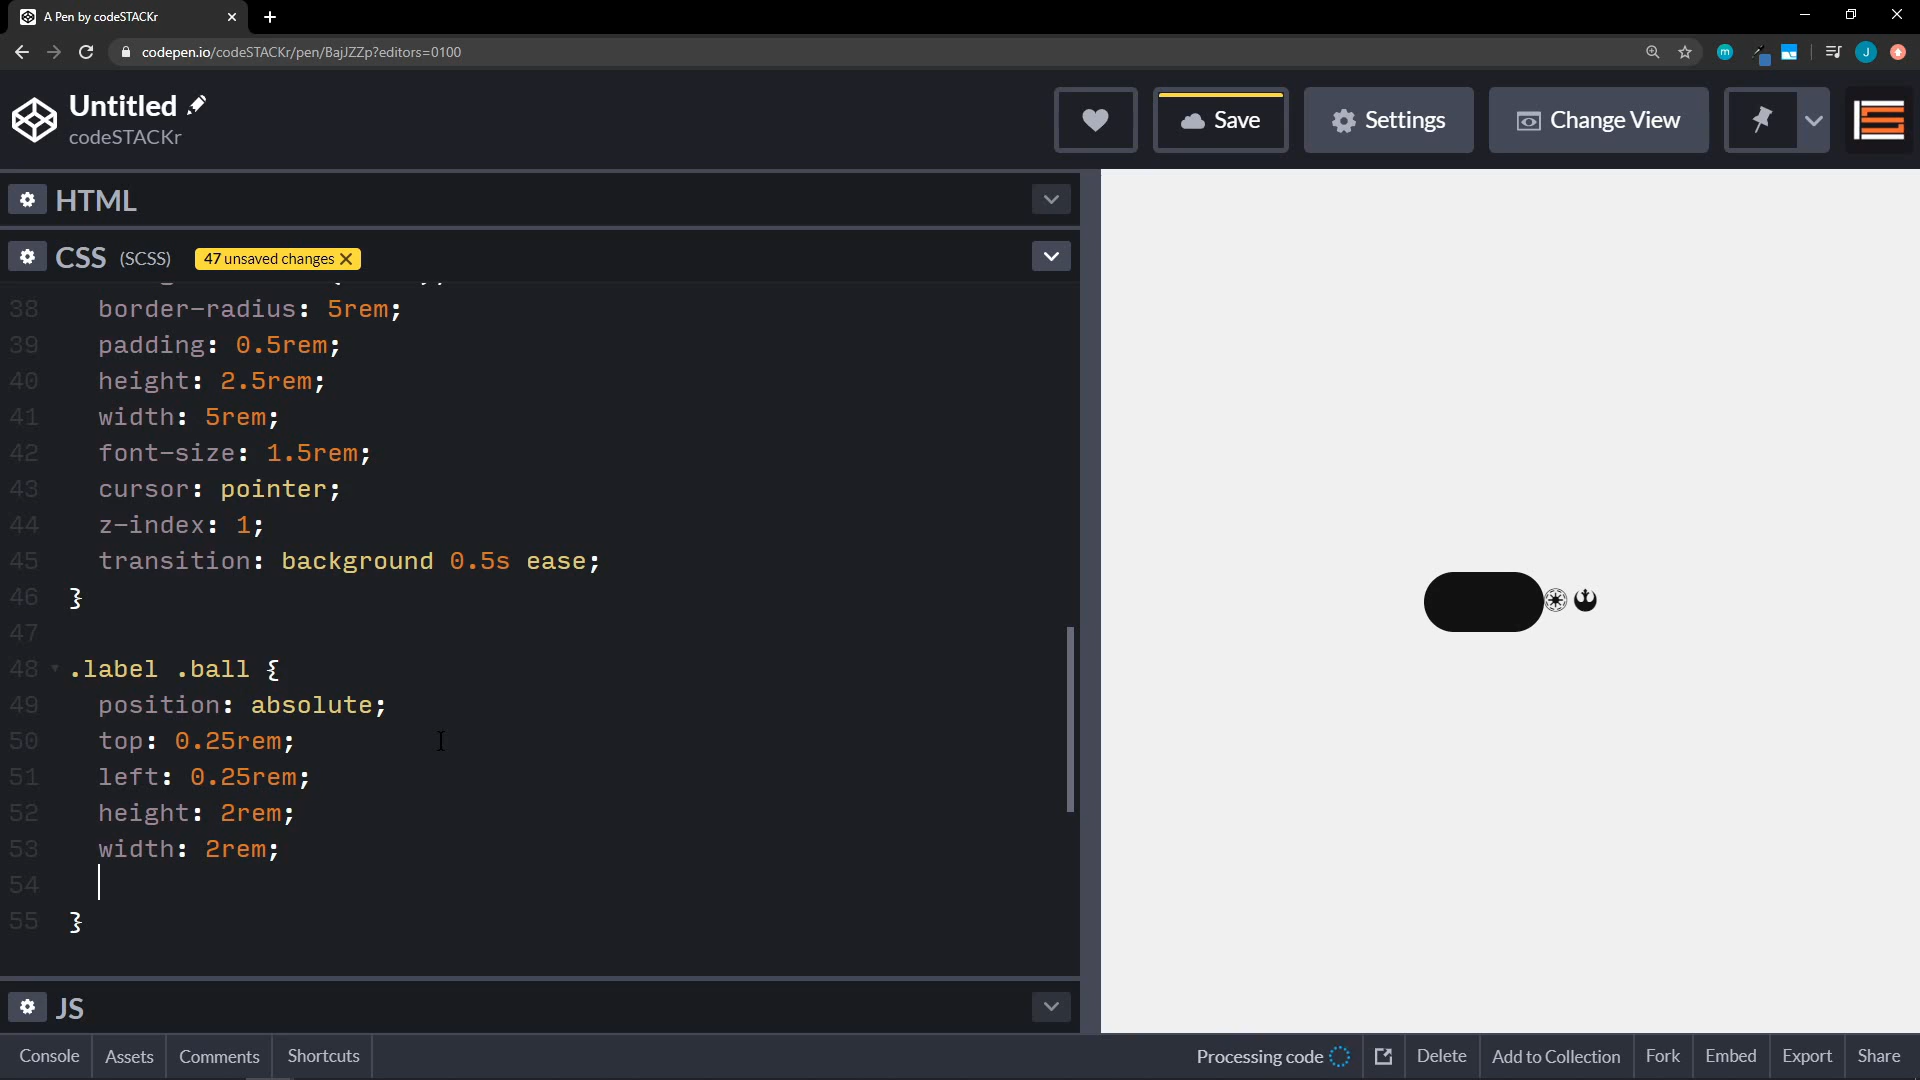 A Pen by codeSTACKr
codepen.io/codeSTACKr/pen/BajJZZp?editors=0100
m
J
Untitled
codeSTACKr
Save
Settings
Change View
HTML
CSS (SCSS) 47 unsaved changes
38 border-radius: 5rem;
39 padding: 0.5rem;
40 height: 2.5rem;
41 width: 5rem;
42 font-size: 1.5rem;
43 cursor: pointer;
44 z-index: 1;
45 transition: background 0.5s ease;
46 }
47
48 .label .ball {
49 position: absolute;
50 top: 0.25rem;
51 left: 0.25rem;
52 height: 2rem;
53 width: 2rem;
54
55 }
JS
Console Assets Comments Shortcuts Processing code Delete Add to Collection Fork Embed Export Share